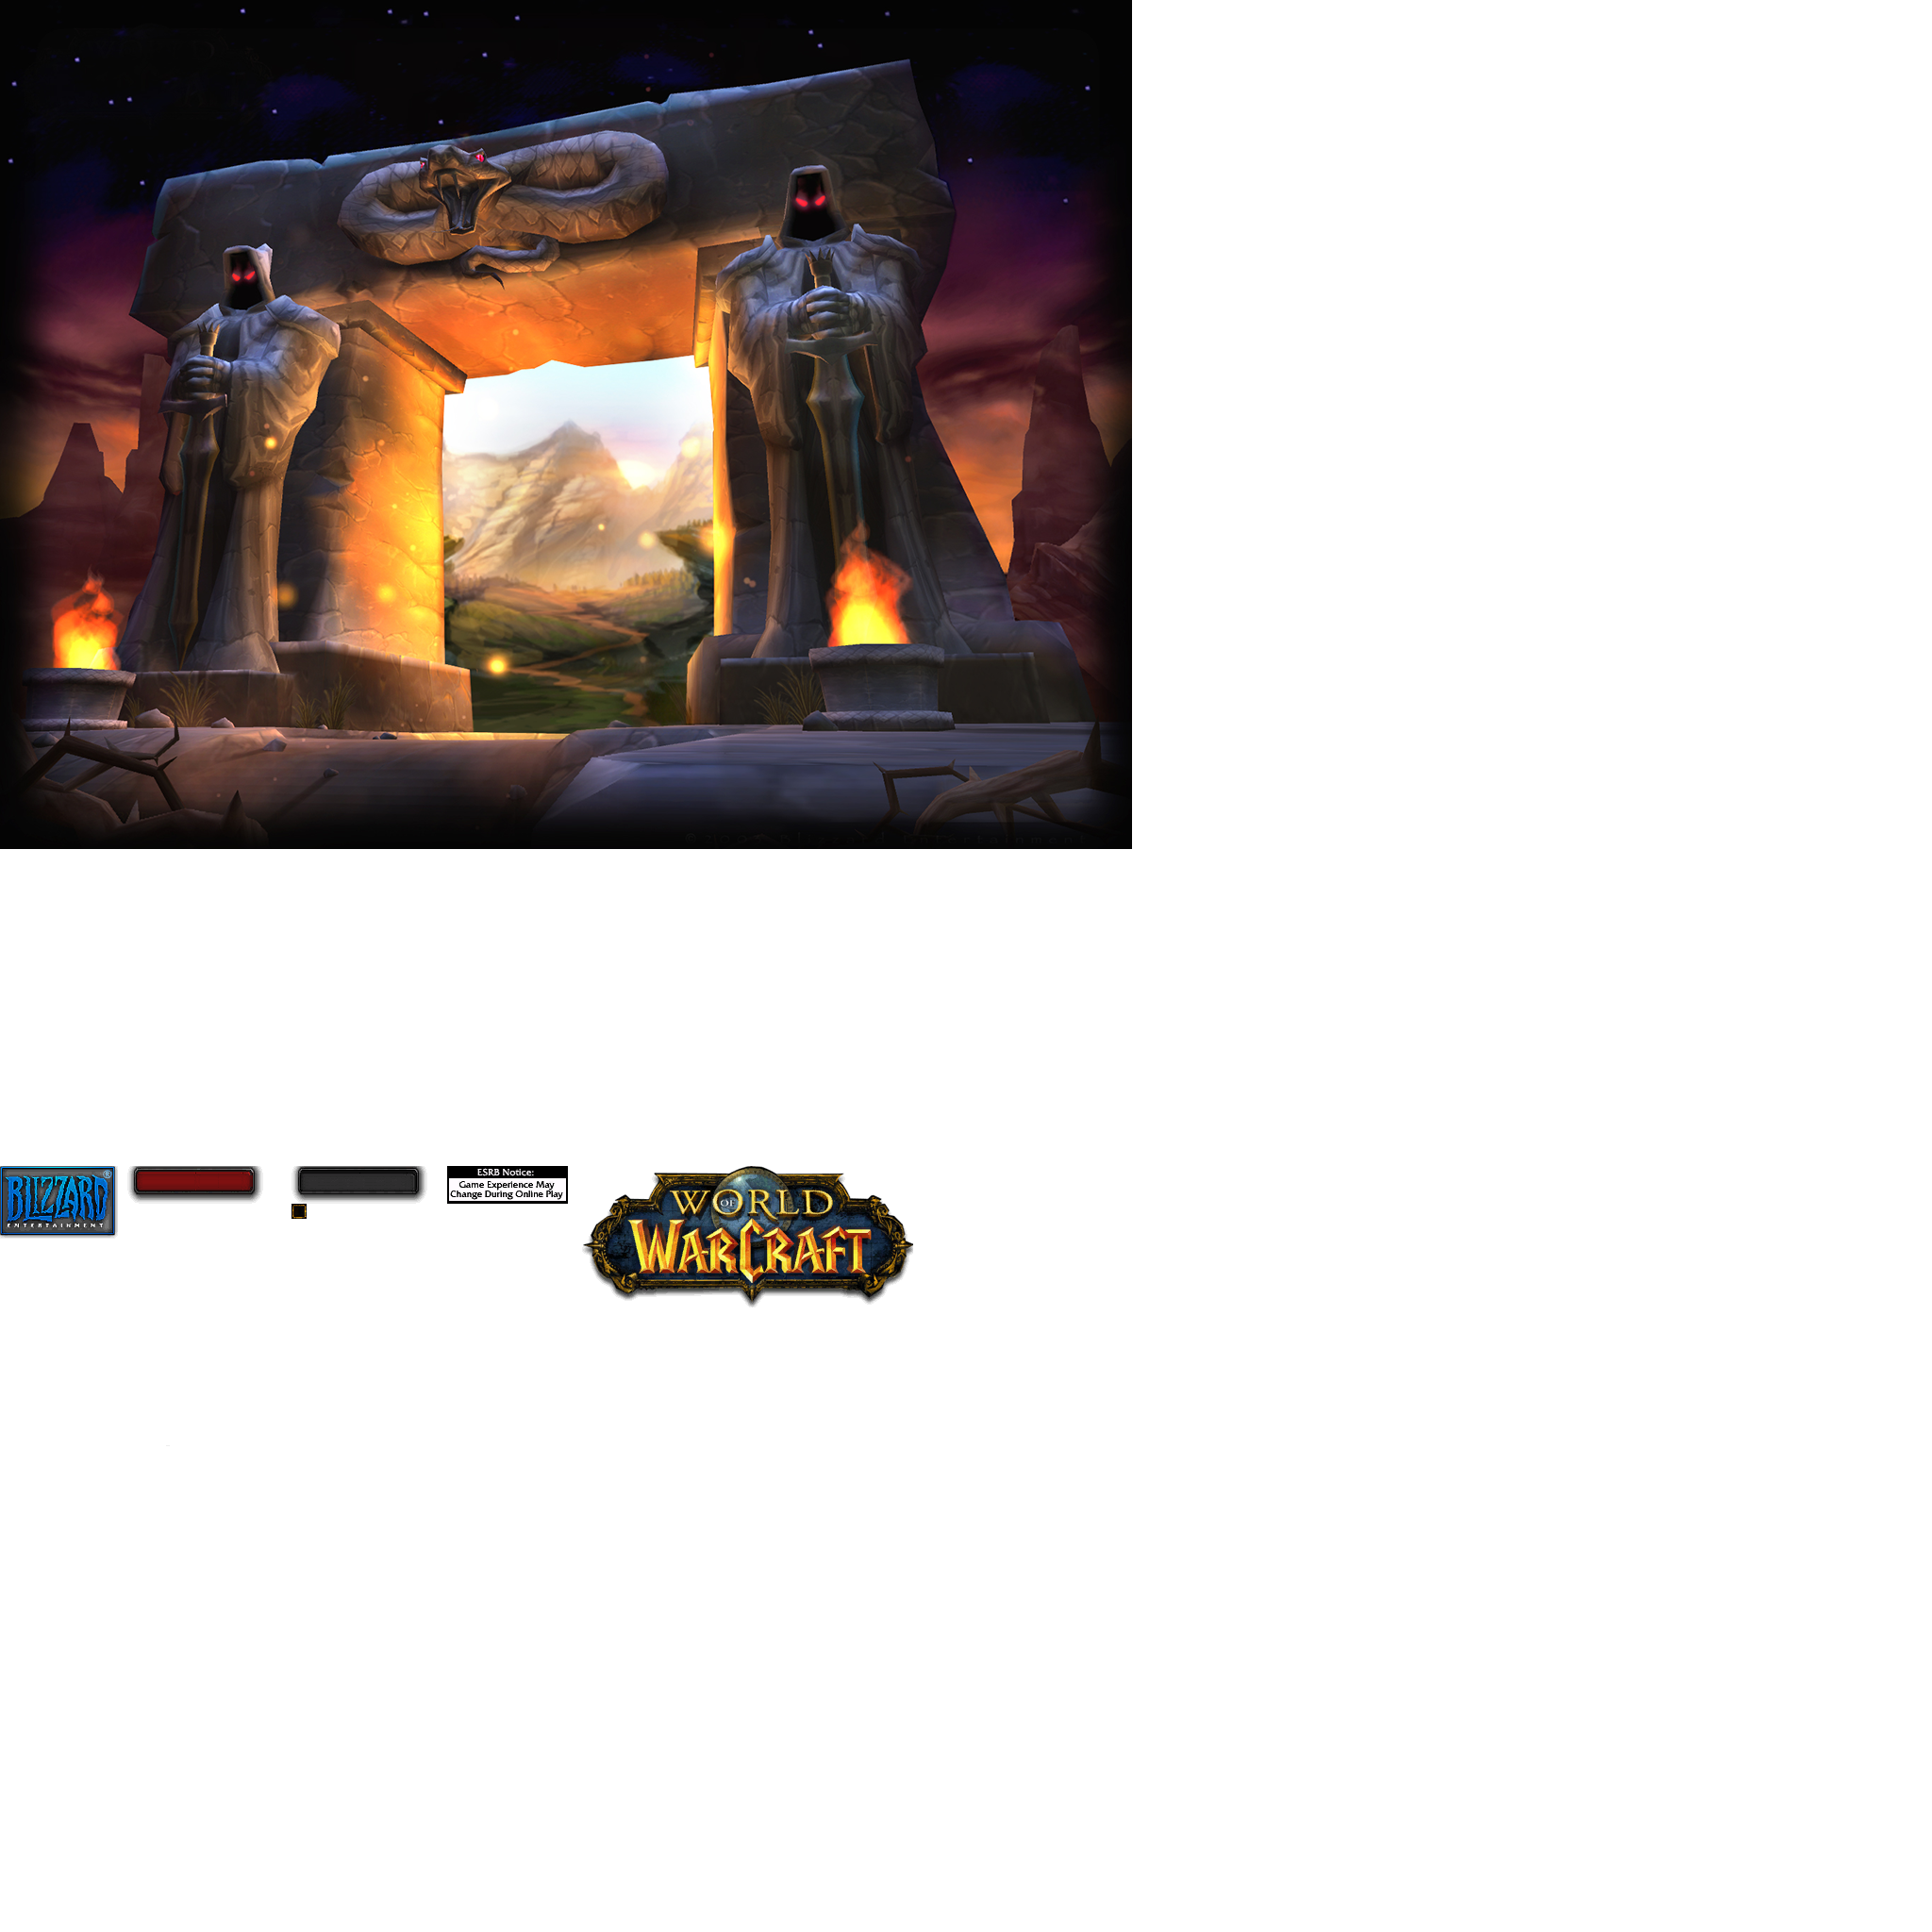 BLIZZARD®
ENTERTAINMENT
ESRB Notice:
Game Experience May
Change During Online Play
WORLD
OF
WARCRAFT